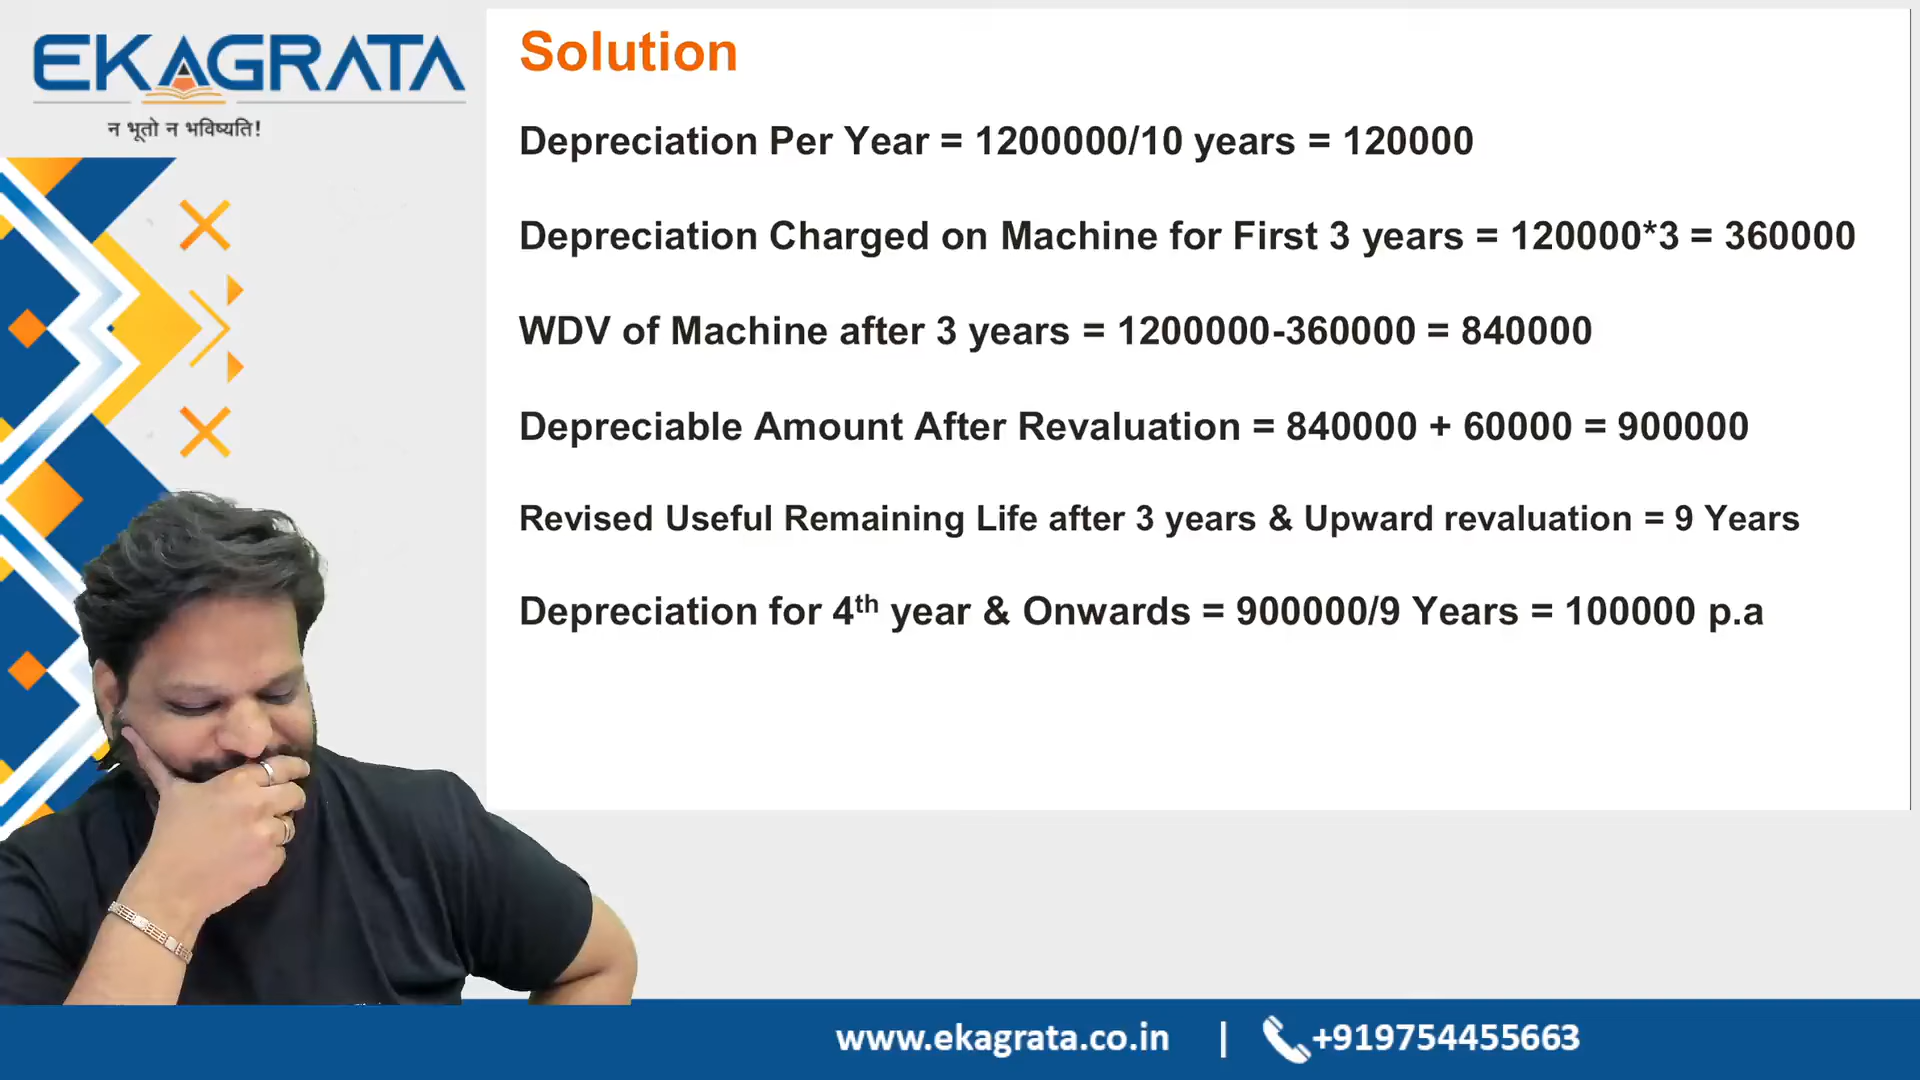 EKAGRATA
न भूतो न भविष्यति!
Solution
Depreciation Per Year = 1200000/10 years = 120000
Depreciation Charged on Machine for First 3 years = 120000*3 = 360000
WDV of Machine after 3 years = 1200000-360000 = 840000
Depreciable Amount After Revaluation = 840000 + 60000 = 900000
Revised Useful Remaining Life after 3 years & Upward revaluation = 9 Years
Depreciation for 4th year & Onwards = 900000/9 Years = 100000 p.a
www.ekagrata.co.in | +919754455663